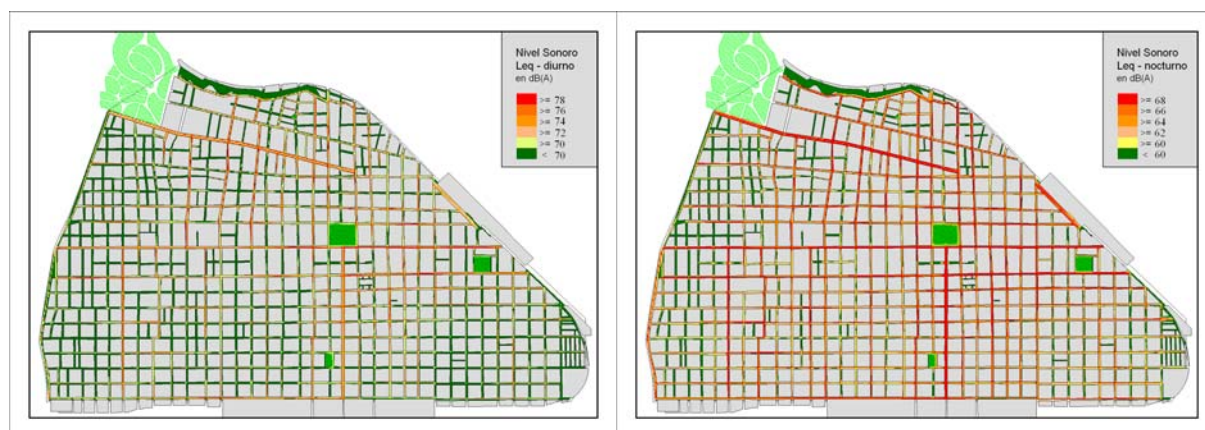 Nivel Sonoro
Leq - diurno
en dB(A)
>= 78
>= 76
>= 74
>= 72
>= 70
< 70
Nivel Sonoro
Leq - nocturno
en dB(A)
>= 68
>= 66
>= 64
>= 62
>= 60
< 60